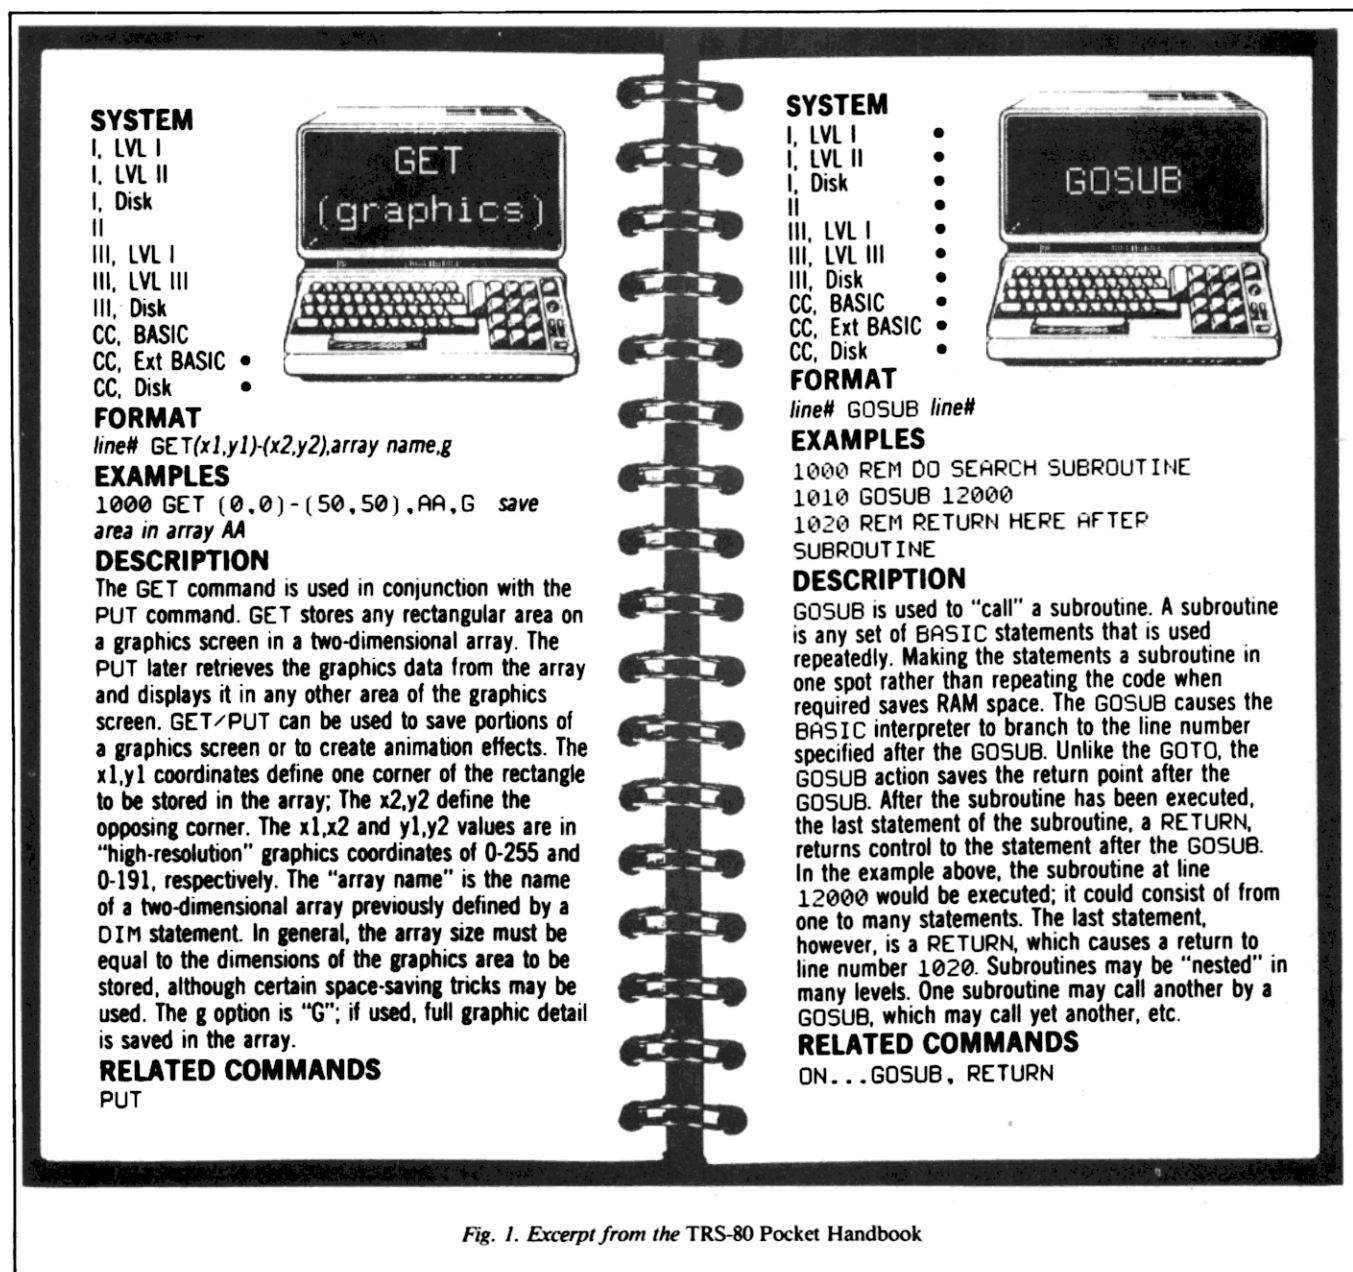 SYSTEM
I, LVL I
I, LVL II
I, Disk
II
III, LVL I
III, LVL III
III, Disk
CC, BASIC
CC, Ext BASIC •
CC, Disk •
GET
(graphics)
FORMAT
line# GET(x1,y1)-(x2,y2),array name,g
EXAMPLES
1000 GET (0,0)-(50,50),AA,G save
area in array AA
DESCRIPTION
The GET command is used in conjunction with the
PUT command. GET stores any rectangular area on
a graphics screen in a two-dimensional array. The
PUT later retrieves the graphics data from the array
and displays it in any other area of the graphics
screen. GET/PUT can be used to save portions of
a graphics screen or to create animation effects. The
x1,y1 coordinates define one corner of the rectangle
to be stored in the array; The x2,y2 define the
opposing corner. The x1,x2 and y1,y2 values are in
"high-resolution" graphics coordinates of 0-255 and
0-191, respectively. The "array name" is the name
of a two-dimensional array previously defined by a
DIM statement. In general, the array size must be
equal to the dimensions of the graphics area to be
stored, although certain space-saving tricks may be
used. The g option is "G"; if used, full graphic detail
is saved in the array.
RELATED COMMANDS
PUT
SYSTEM
I, LVL I •
I, LVL II •
I, Disk •
II •
III, LVL I •
III, LVL III •
III, Disk •
CC, BASIC •
CC, Ext BASIC •
CC, Disk •
GOSUB
FORMAT
line# GOSUB line#
EXAMPLES
1000 REM DO SEARCH SUBROUTINE
1010 GOSUB 12000
1020 REM RETURN HERE AFTER
SUBROUTINE
DESCRIPTION
GOSUB is used to "call" a subroutine. A subroutine
is any set of BASIC statements that is used
repeatedly. Making the statements a subroutine in
one spot rather than repeating the code when
required saves RAM space. The GOSUB causes the
BASIC interpreter to branch to the line number
specified after the GOSUB. Unlike the GOTO, the
GOSUB action saves the return point after the
GOSUB. After the subroutine has been executed,
the last statement of the subroutine, a RETURN,
returns control to the statement after the GOSUB.
In the example above, the subroutine at line
12000 would be executed; it could consist of from
one to many statements. The last statement,
however, is a RETURN, which causes a return to
line number 1020. Subroutines may be "nested" in
many levels. One subroutine may call another by a
GOSUB, which may call yet another, etc.
RELATED COMMANDS
ON...GOSUB, RETURN
Fig. 1. Excerpt from the TRS-80 Pocket Handbook